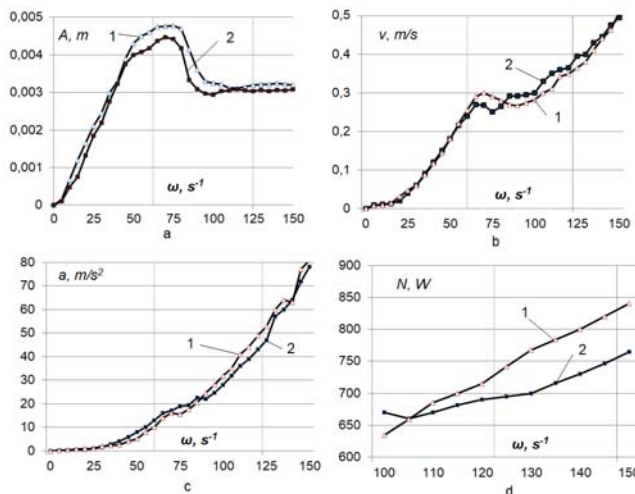 0,005
0,004
0,003
0,002
0,001
0
A, m
1
2
ω, s⁻¹
0 25 50 75 100 125 150
a
0,5
0,4
0,3
0,2
0,1
0
v, m/s
2
1
ω, s⁻¹
0 25 50 75 100 125 150
b
80
70
60
50
40
30
20
10
0
a, m/s²
1
2
ω, s⁻¹
0 25 50 75 100 125 150
c
900
850
800
750
700
650
600
N, W
1
2
ω, s⁻¹
100 110 120 130 140 150
d